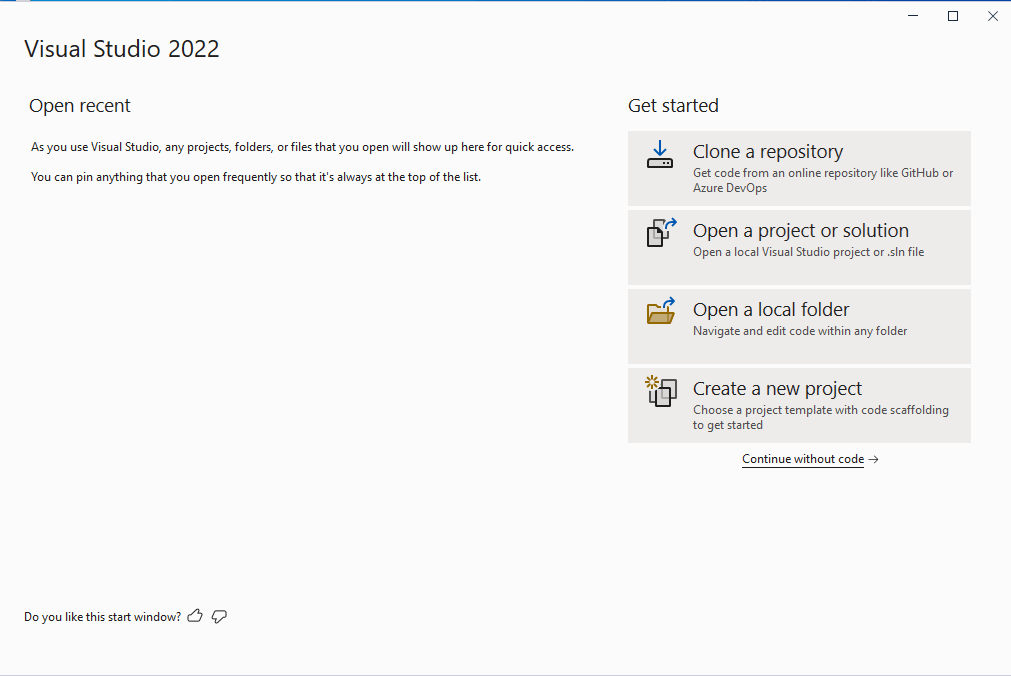 Visual Studio 2022
Open recent
As you use Visual Studio, any projects, folders, or files that you open will show up here for quick access.
You can pin anything that you open frequently so that it's always at the top of the list.
Get started
Clone a repository
Get code from an online repository like GitHub or
Azure DevOps
Open a project or solution
Open a local Visual Studio project or .sln file
Open a local folder
Navigate and edit code within any folder
Create a new project
Choose a project template with code scaffolding
to get started
Continue without code →
Do you like this start window?